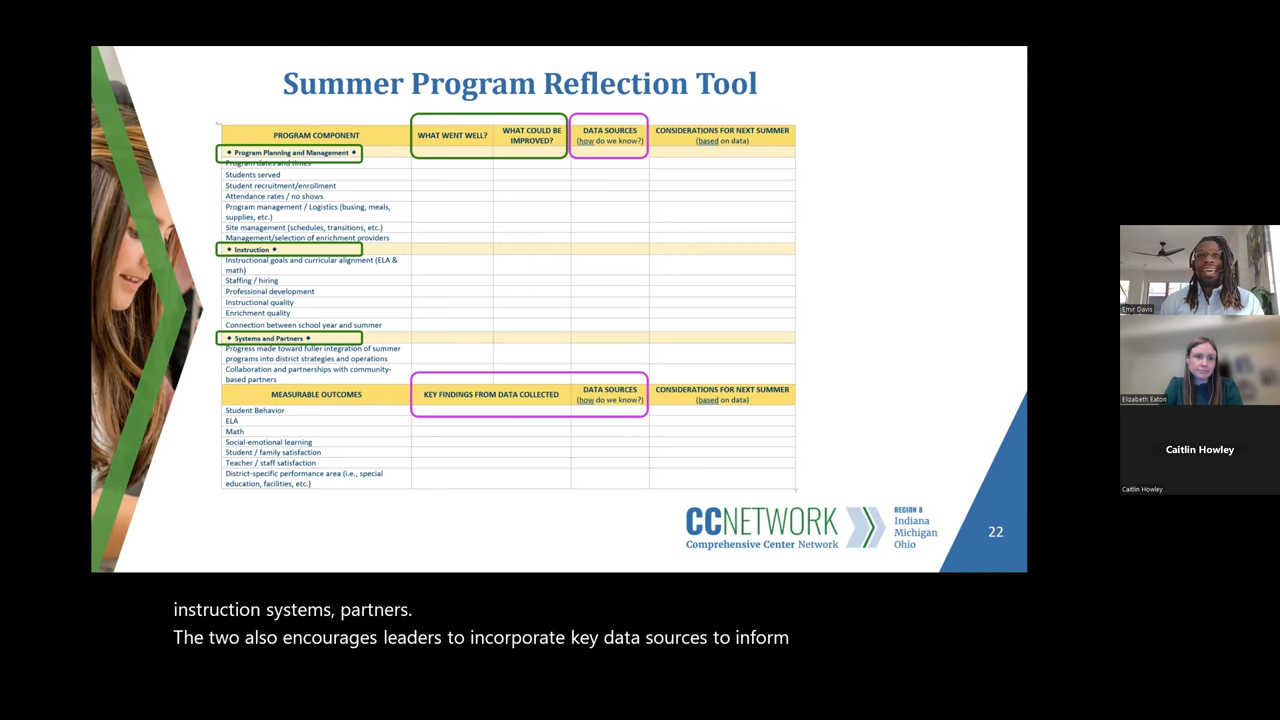 Summer Program Reflection Tool
PROGRAM COMPONENT
WHAT WENT WELL?
WHAT COULD BE
IMPROVED?
DATA SOURCES
(how do we know?)
CONSIDERATIONS FOR NEXT SUMMER
(based on data)
Program Planning and Management
Program dates and times
Students served
Student recruitment/enrollment
Attendance rates / no shows
Program management / Logistics (busing, meals,
supplies, etc.)
Site management (schedules, transitions, etc.)
Management/selection of enrichment providers
Instruction
Instructional goals and curricular alignment (ELA &
math)
Staffing / hiring
Professional development
Instructional quality
Enrichment quality
Connection between school year and summer
Systems and Partners
Progress made toward fuller integration of summer
programs into district strategies and operations
Collaboration and partnerships with community-
based partners
MEASURABLE OUTCOMES
KEY FINDINGS FROM DATA COLLECTED
DATA SOURCES
(how do we know?)
CONSIDERATIONS FOR NEXT SUMMER
(based on data)
Student Behavior
ELA
Math
Social-emotional learning
Student / family satisfaction
Teacher / staff satisfaction
District-specific performance area (i.e., special
education, facilities, etc.)
CCNETWORK
Comprehensive Center Network
REGION 8
Indiana
Michigan
Ohio
22
Emir Davis
Elizabeth Eaton
Caitlin Howley
Caitlin Howley
instruction systems, partners.
The two also encourages leaders to incorporate key data sources to inform